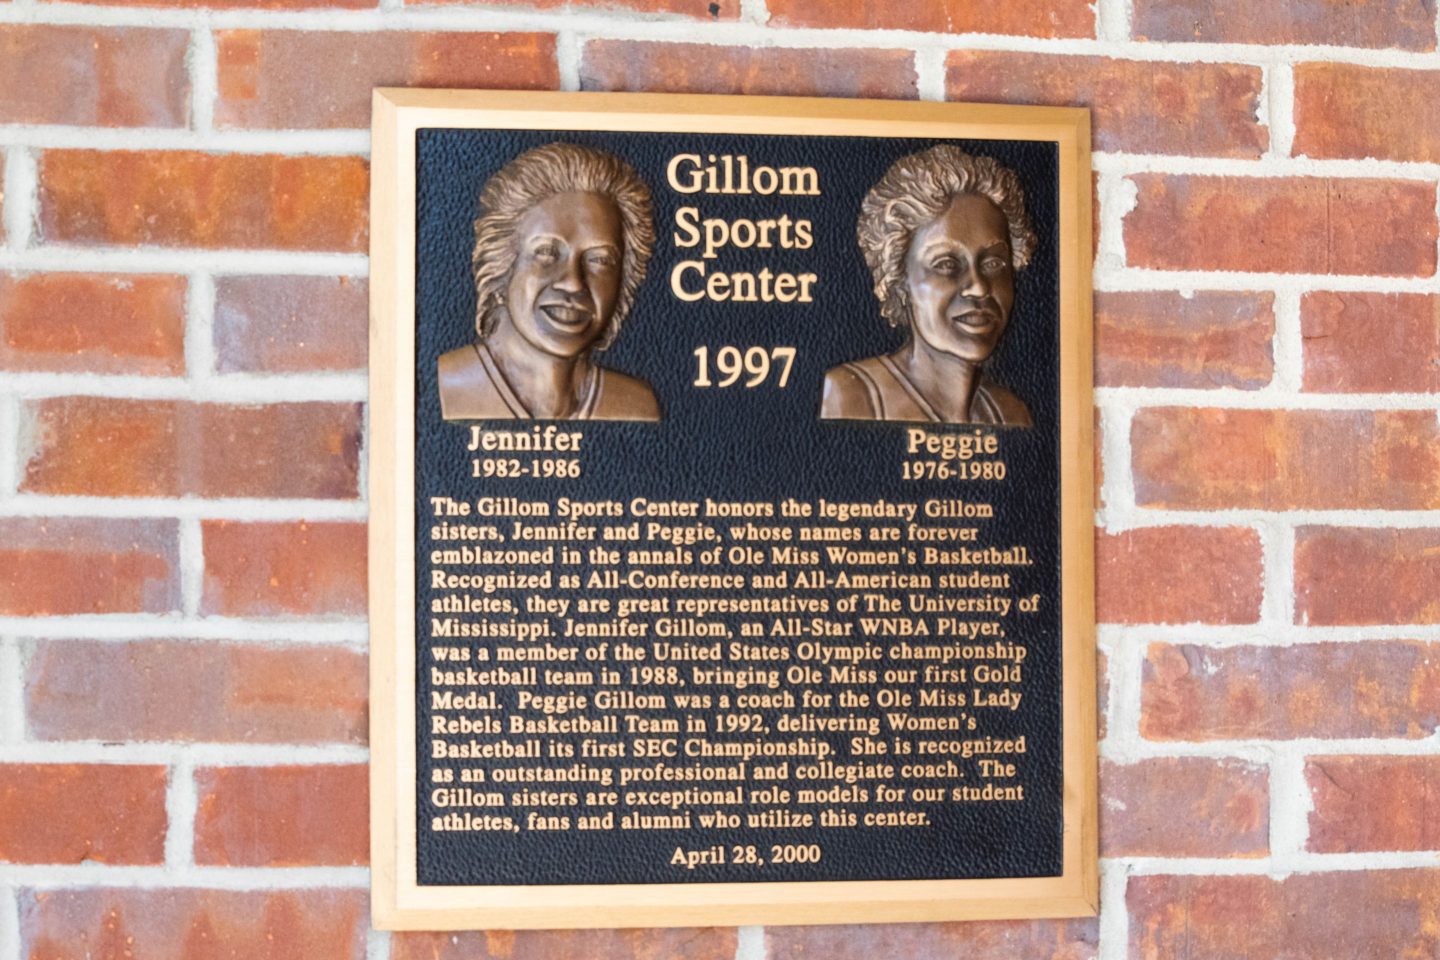 Gillom
Sports
Center
1997
Jennifer
1982-1986
Peggie
1976-1980
The Gillom Sports Center honors the legendary Gillom
sisters, Jennifer and Peggie, whose names are forever
emblazoned in the annals of Ole Miss Women's Basketball.
Recognized as All-Conference and All-American student
athletes, they are great representatives of The University of
Mississippi. Jennifer Gillom, an All-Star WNBA Player,
was a member of the United States Olympic championship
basketball team in 1988, bringing Ole Miss our first Gold
Medal. Peggie Gillom was a coach for the Ole Miss Lady
Rebels Basketball Team in 1992, delivering Women's
Basketball its first SEC Championship. She is recognized
as an outstanding professional and collegiate coach. The
Gillom sisters are exceptional role models for our student
athletes, fans and alumni who utilize this center.
April 28, 2000